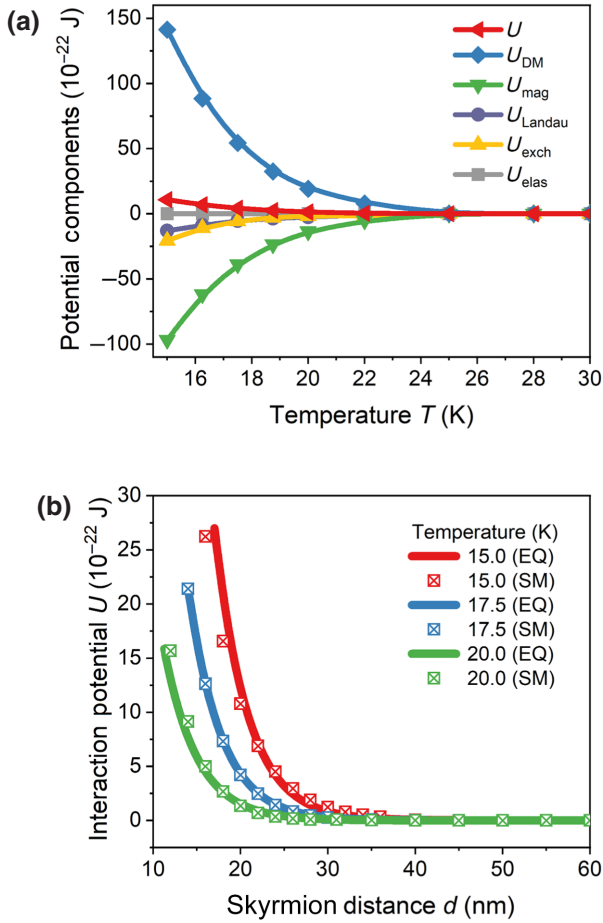 (a)
Potential components (10⁻²² J)
150
100
50
0
−50
−100
U
U_DM
U_mag
U_Landau
U_exch
U_elas
16 18 20 22 24 26 28 30
Temperature T (K)
(b)
Interaction potential U (10⁻²² J)
30
25
20
15
10
5
0
Temperature (K)
15.0 (EQ)
15.0 (SM)
17.5 (EQ)
17.5 (SM)
20.0 (EQ)
20.0 (SM)
10 20 30 40 50 60
Skyrmion distance d (nm)